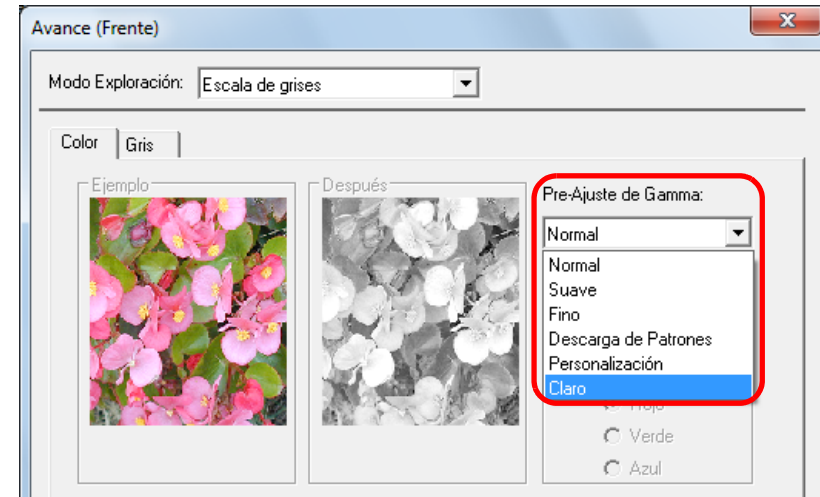 Avance (Frente)
Modo Exploración: Escala de grises
Color Gris
Ejemplo Después
Pre-Ajuste de Gamma:
Normal
Normal
Suave
Fino
Descarga de Patrones
Personalización
Claro
Verde
Azul